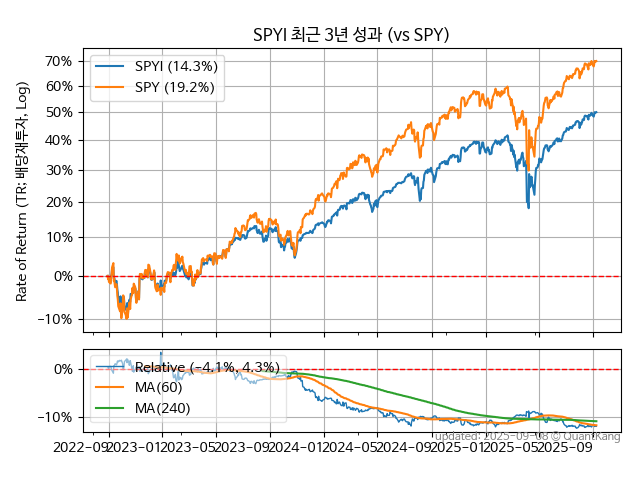 SPYI 최근 3년 성과 (vs SPY)
Rate of Return (TR: 배당재투자, Log)
70%
60%
50%
40%
30%
20%
10%
0%
−10%
SPYI (14.3%)
SPY (19.2%)
0%
−10%
Relative (−4.1%, 4.3%)
MA(60)
MA(240)
updated: 2025-09-08 © QuantKang
2022-09 2023-01 2023-05 2023-09 2024-01 2024-05 2024-09 2025-01 2025-05 2025-09